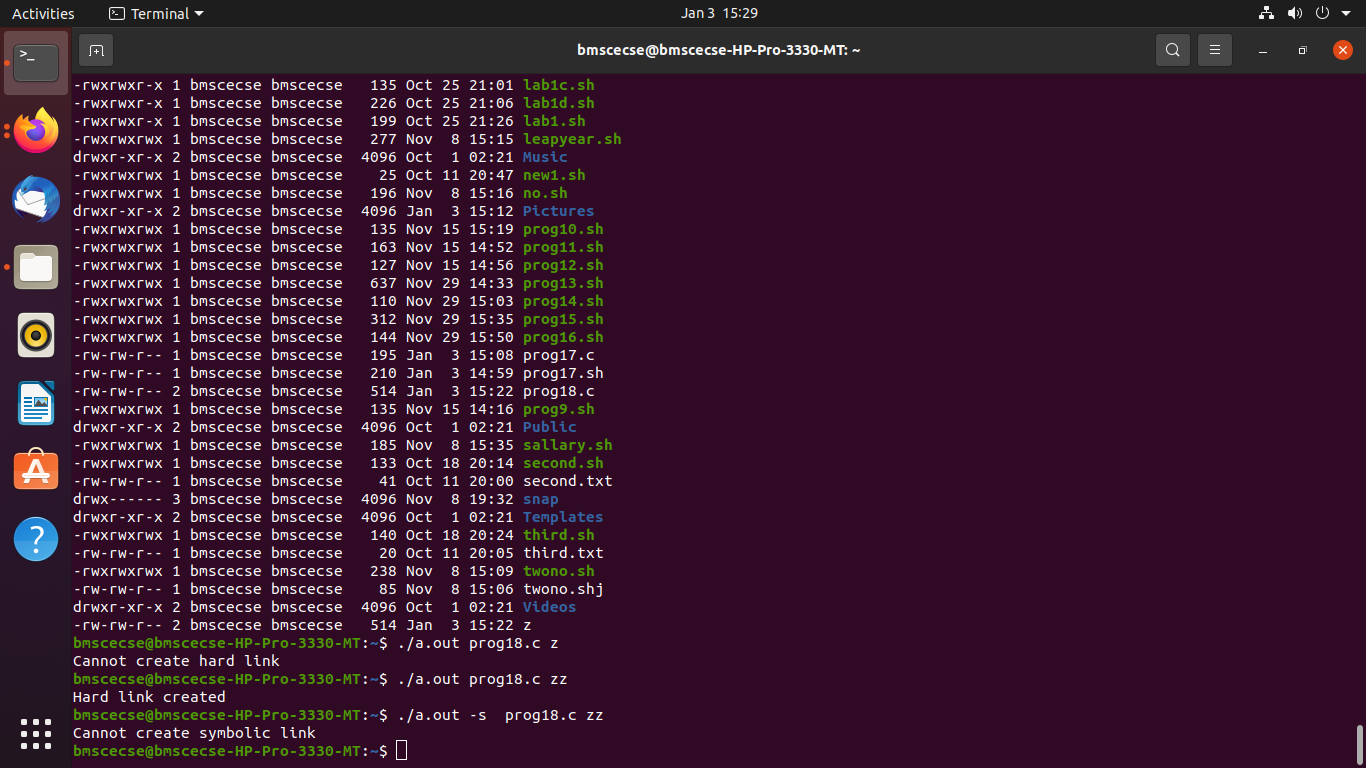 Activities
Terminal
Jan 3 15:29
bmscecse@bmscecse-HP-Pro-3330-MT: ~
-rwxrwxr-x 1 bmscecse bmscecse   135 Oct 25 21:01 lab1c.sh
-rwxrwxr-x 1 bmscecse bmscecse   226 Oct 25 21:06 lab1d.sh
-rwxrwxr-x 1 bmscecse bmscecse   199 Oct 25 21:26 lab1.sh
-rwxrwxrwx 1 bmscecse bmscecse   277 Nov  8 15:15 leapyear.sh
drwxr-xr-x 2 bmscecse bmscecse  4096 Oct  1 02:21 Music
-rwxrwxrwx 1 bmscecse bmscecse    25 Oct 11 20:47 new1.sh
-rwxrwxrwx 1 bmscecse bmscecse   196 Nov  8 15:16 no.sh
drwxr-xr-x 2 bmscecse bmscecse  4096 Jan  3 15:12 Pictures
-rwxrwxrwx 1 bmscecse bmscecse   135 Nov 15 15:19 prog10.sh
-rwxrwxrwx 1 bmscecse bmscecse   163 Nov 15 14:52 prog11.sh
-rwxrwxrwx 1 bmscecse bmscecse   127 Nov 15 14:56 prog12.sh
-rwxrwxrwx 1 bmscecse bmscecse   637 Nov 29 14:33 prog13.sh
-rwxrwxrwx 1 bmscecse bmscecse   110 Nov 29 15:03 prog14.sh
-rwxrwxrwx 1 bmscecse bmscecse   312 Nov 29 15:35 prog15.sh
-rwxrwxrwx 1 bmscecse bmscecse   144 Nov 29 15:50 prog16.sh
-rw-rw-r-- 1 bmscecse bmscecse   195 Jan  3 15:08 prog17.c
-rw-rw-r-- 1 bmscecse bmscecse   210 Jan  3 14:59 prog17.sh
-rw-rw-r-- 2 bmscecse bmscecse   514 Jan  3 15:22 prog18.c
-rwxrwxrwx 1 bmscecse bmscecse   135 Nov 15 14:16 prog9.sh
drwxr-xr-x 2 bmscecse bmscecse  4096 Oct  1 02:21 Public
-rwxrwxrwx 1 bmscecse bmscecse   185 Nov  8 15:35 sallary.sh
-rwxrwxrwx 1 bmscecse bmscecse   133 Oct 18 20:14 second.sh
-rw-rw-r-- 1 bmscecse bmscecse    41 Oct 11 20:00 second.txt
drwx------ 3 bmscecse bmscecse  4096 Nov  8 19:32 snap
drwxr-xr-x 2 bmscecse bmscecse  4096 Oct  1 02:21 Templates
-rwxrwxrwx 1 bmscecse bmscecse   140 Oct 18 20:24 third.sh
-rw-rw-r-- 1 bmscecse bmscecse    20 Oct 11 20:05 third.txt
-rwxrwxrwx 1 bmscecse bmscecse   238 Nov  8 15:09 twono.sh
-rw-rw-r-- 1 bmscecse bmscecse    85 Nov  8 15:06 twono.shj
drwxr-xr-x 2 bmscecse bmscecse  4096 Oct  1 02:21 Videos
-rw-rw-r-- 2 bmscecse bmscecse   514 Jan  3 15:22 z
bmscecse@bmscecse-HP-Pro-3330-MT:~$ ./a.out prog18.c z
Cannot create hard link
bmscecse@bmscecse-HP-Pro-3330-MT:~$ ./a.out prog18.c zz
Hard link created
bmscecse@bmscecse-HP-Pro-3330-MT:~$ ./a.out -s  prog18.c zz
Cannot create symbolic link
bmscecse@bmscecse-HP-Pro-3330-MT:~$